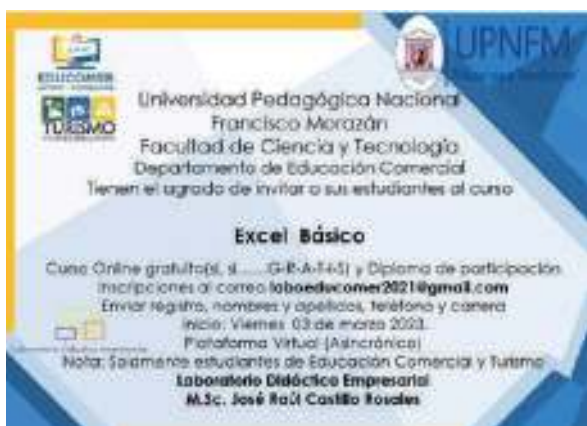 UPNFM
EDUCOMER
TURISMO
Universidad Pedagógica Nacional
Francisco Morazán
Facultad de Ciencia y Tecnología
Departamento de Educación Comercial
Tienen el agrado de invitar a sus estudiantes al curso
Excel Básico
Curso Online gratuito(si, si......G-R-A-T-I-S) y Diploma de participación
Inscripciones al correo laboeducomer2021@gmail.com
Enviar registro, nombres y apellidos, teléfono y carrera
Inicio: Viernes 03 de marzo 2023.
Plataforma Virtual (Asincrónico)
Nota: Solamente estudiantes de Educación Comercial y Turismo
Laboratorio Didáctico Empresarial
M.Sc. José Raúl Castillo Rosales